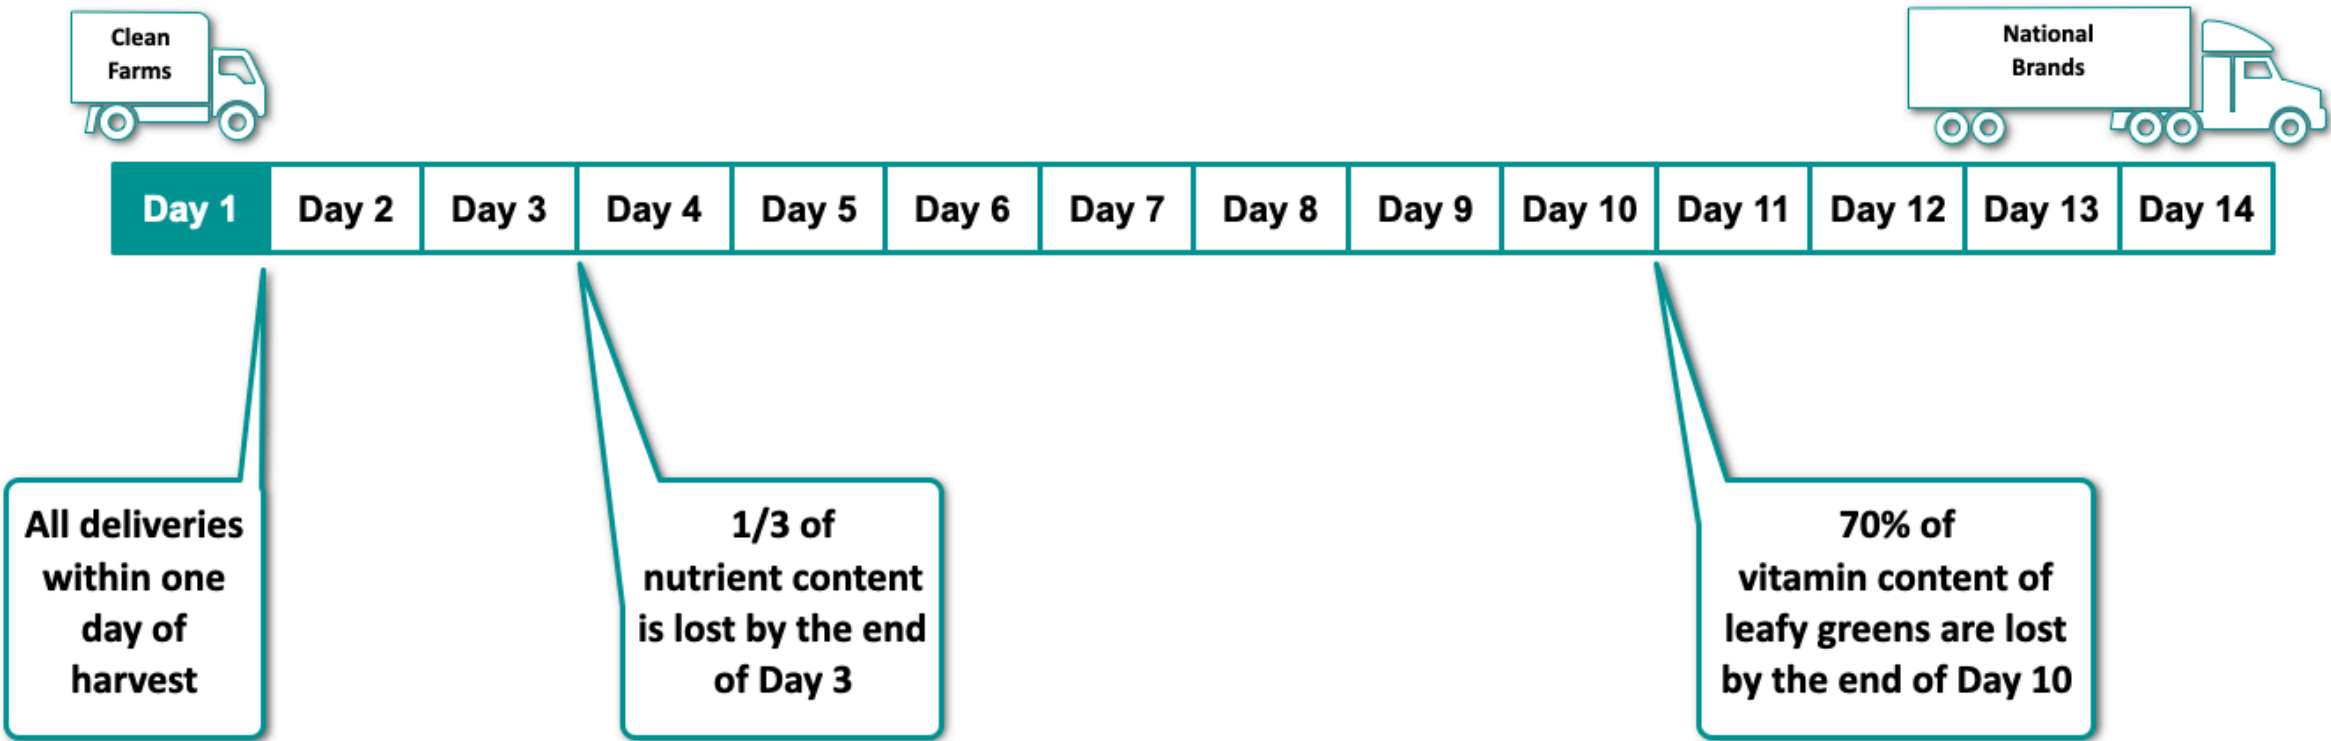 Clean
Farms
National
Brands
Day 1 Day 2 Day 3 Day 4 Day 5 Day 6 Day 7 Day 8 Day 9 Day 10 Day 11 Day 12 Day 13 Day 14
All deliveries
within one
day of
harvest
1/3 of
nutrient content
is lost by the end
of Day 3
70% of
vitamin content of
leafy greens are lost
by the end of Day 10